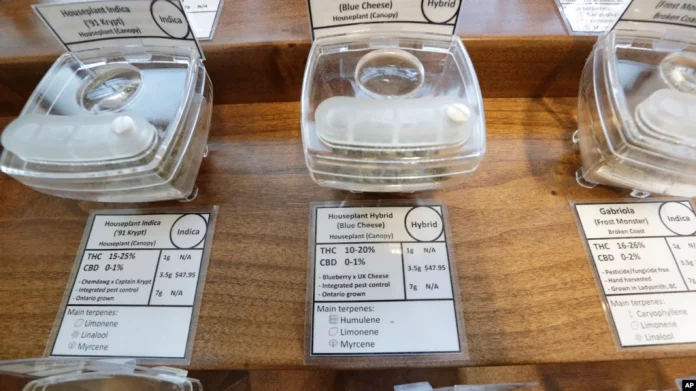 Houseplant Indica
('91 Krypt)
Houseplant (Canopy)
Indica
(Blue Cheese)
Houseplant (Canopy)
Hybrid
(Frost Monster)
Broken Coast
Houseplant Indica
('91 Krypt)
Houseplant (Canopy)
Indica
THC 15-25%
CBD 0-1%
- Chemdawg x Captain Krypt
- Integrated pest control
- Ontario grown
1g N/A
3.5g $47.95
7g N/A
Main terpenes:
Limonene
Linalool
Myrcene
Houseplant Hybrid
(Blue Cheese)
Houseplant (Canopy)
Hybrid
THC 10-20%
CBD 0-1%
- Blueberry x UK Cheese
- Integrated pest control
- Ontario grown
1g N/A
3.5g $47.95
7g N/A
Main terpenes:
Humulene
Limonene
Myrcene
Gabriola
(Frost Monster)
Broken Coast
THC 16-26%
CBD 0-2%
- Pesticide/fungicide free
- Hand harvested
- Grown in Ladysmith, BC
1g
3.5g
7g
Main terpenes:
Caryophyllene
Limonene
Linalool
AP